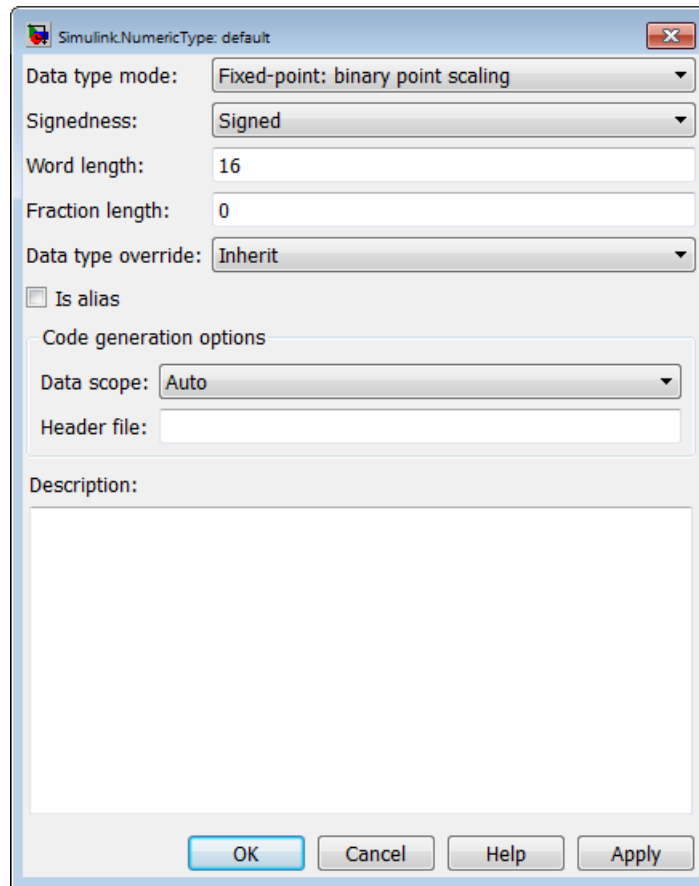 Simulink.NumericType: default
Data type mode: Fixed-point: binary point scaling
Signedness: Signed
Word length: 16
Fraction length: 0
Data type override: Inherit
Is alias
Code generation options
Data scope: Auto
Header file:
Description:
OK Cancel Help Apply